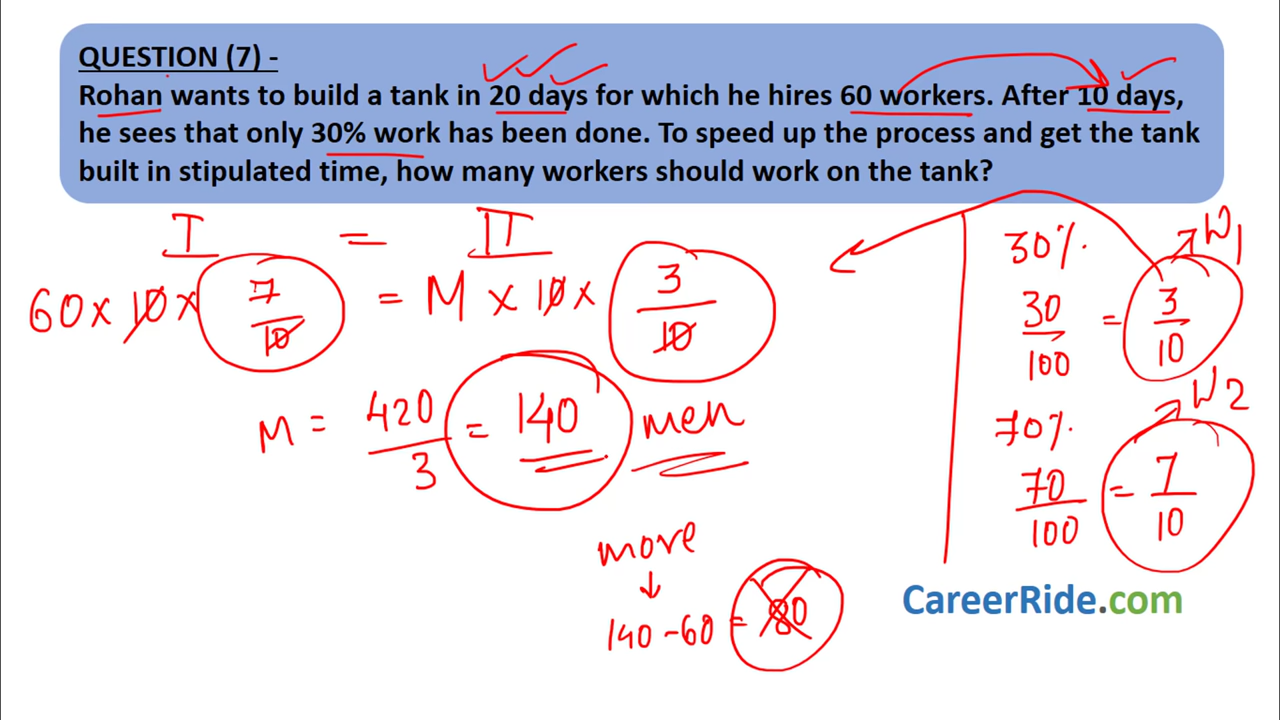 QUESTION (7) -
Rohan wants to build a tank in 20 days for which he hires 60 workers. After 10 days,
he sees that only 30% work has been done. To speed up the process and get the tank
built in stipulated time, how many workers should work on the tank?
I = II
60 x 10 x 7/10 = M x 10 x 3/10
M = 420/3 = 140 men
more
↓
140 - 60 = 80
30%
30/100 = 3/10 W1
70%
70/100 = 7/10 W2
CareerRide.com